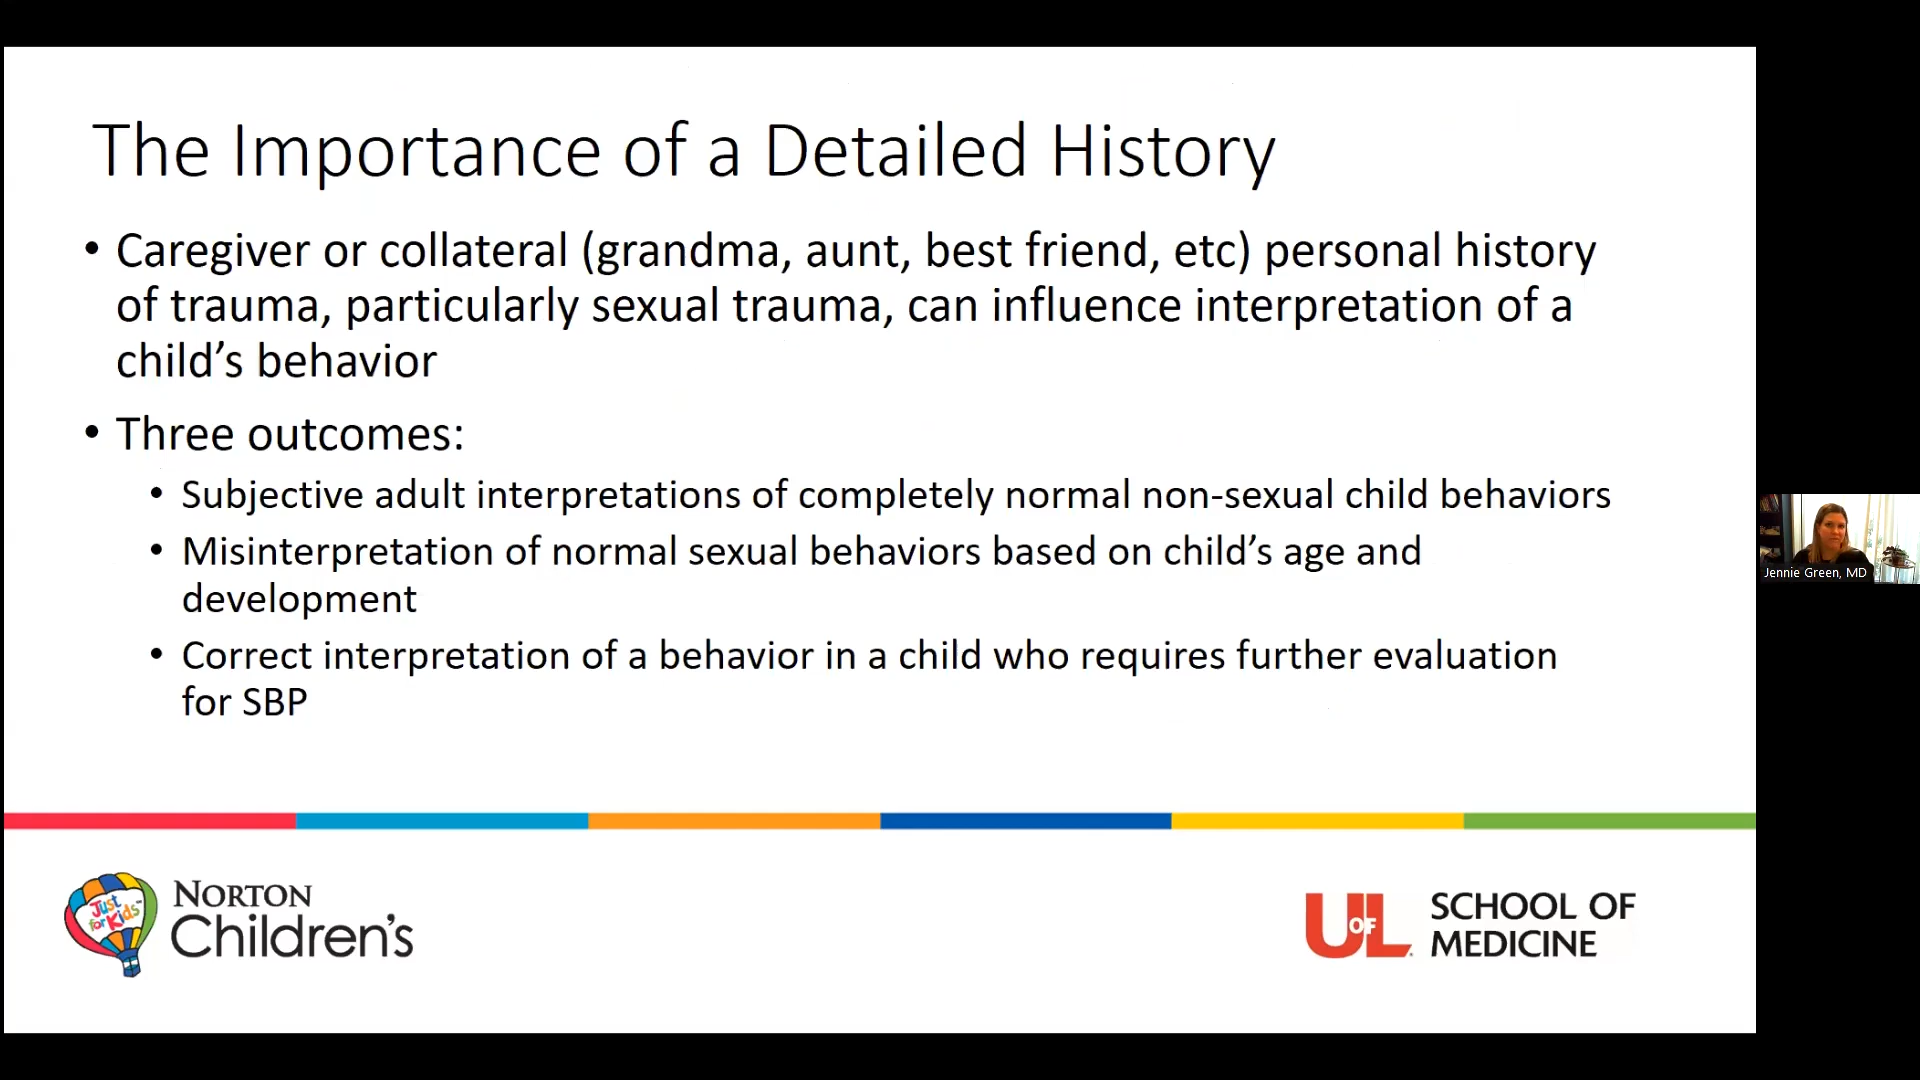 The Importance of a Detailed History
• Caregiver or collateral (grandma, aunt, best friend, etc) personal history
of trauma, particularly sexual trauma, can influence interpretation of a
child’s behavior
• Three outcomes:
• Subjective adult interpretations of completely normal non-sexual child behaviors
• Misinterpretation of normal sexual behaviors based on child’s age and
development
• Correct interpretation of a behavior in a child who requires further evaluation
for SBP
Jennie Green, MD
Just
for Kids™
NORTON
Children’s
UOFL
SCHOOL OF
MEDICINE